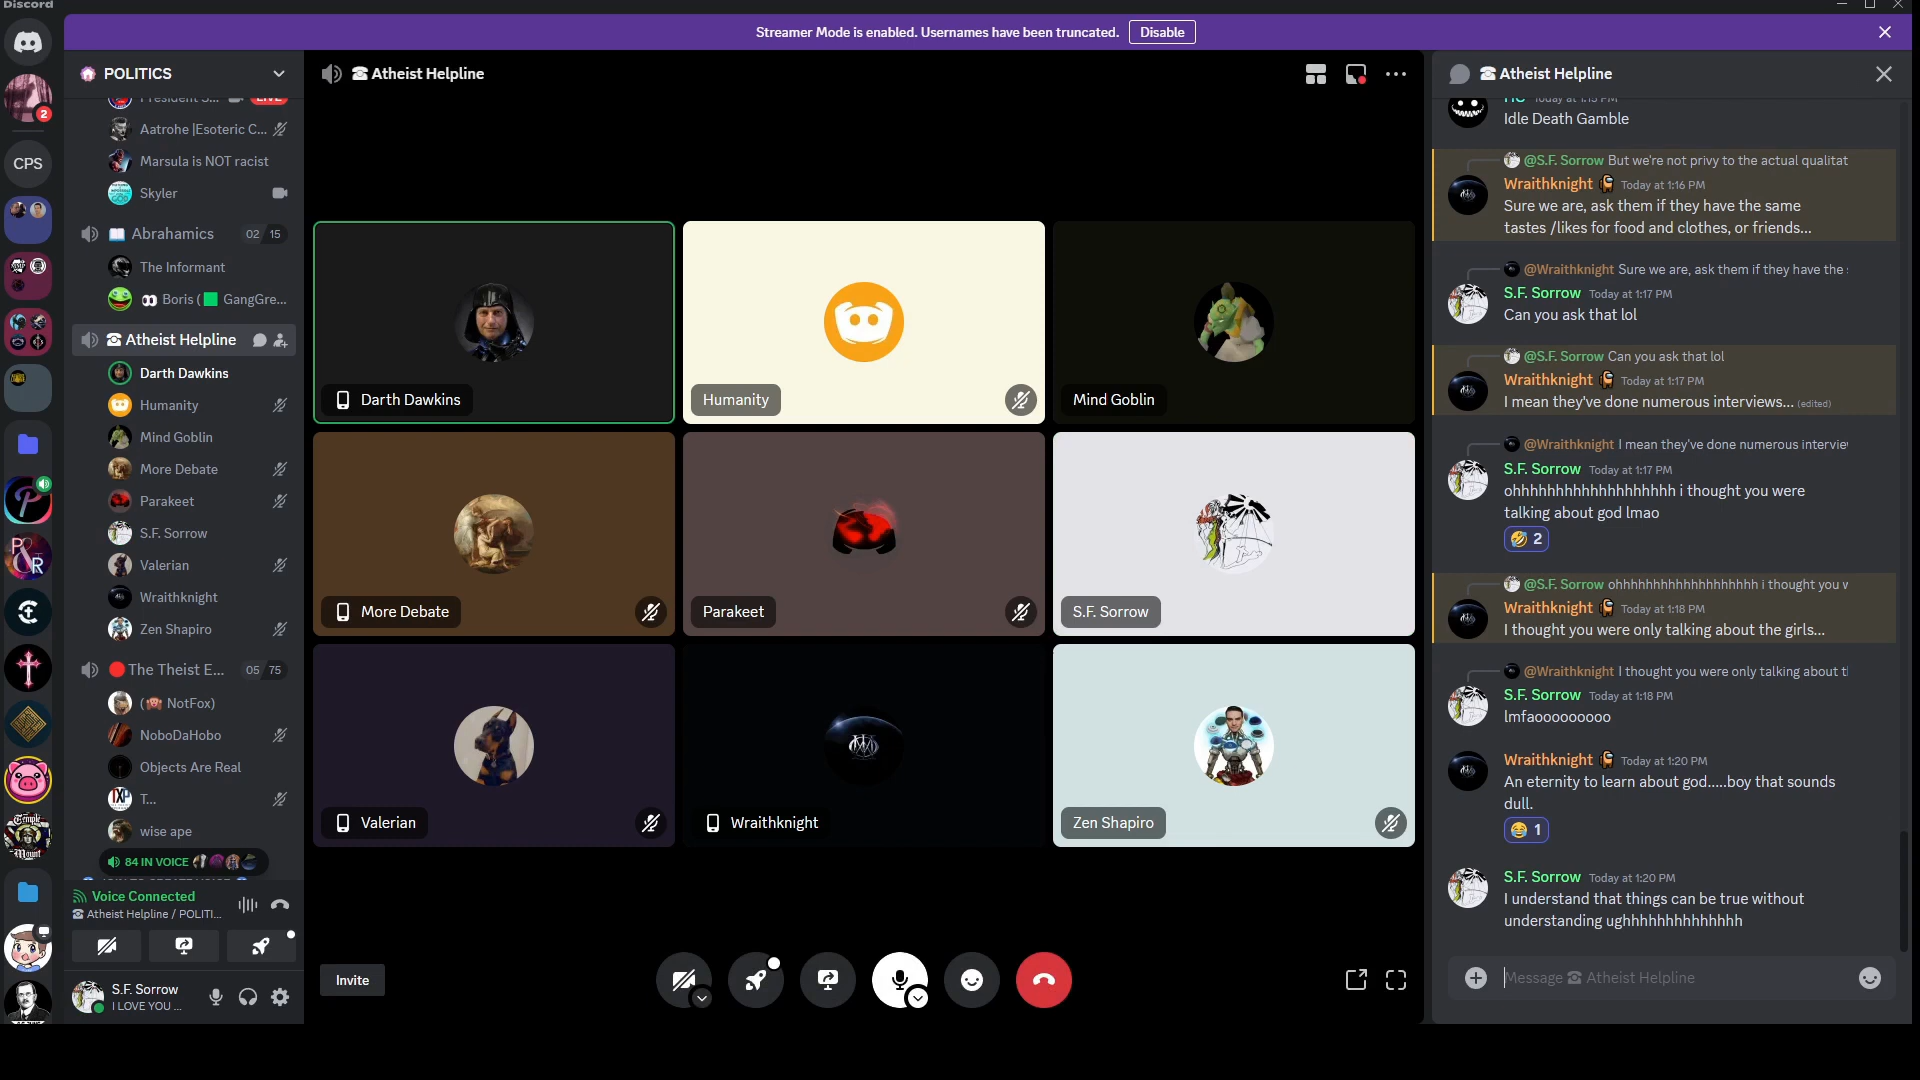 Discord
Streamer Mode is enabled. Usernames have been truncated.
Disable
2
CPS
POLITICS
President S...
LIVE
Aatrohe |Esoteric C...
Marsula is NOT racist
Skyler
Abrahamics
02 15
The Informant
Boris ( GangGre...
Atheist Helpline
Darth Dawkins
Humanity
Mind Goblin
More Debate
Parakeet
S.F. Sorrow
Valerian
Wraithknight
Zen Shapiro
The Theist E...
05 75
( NotFox)
NoboDaHobo
Objects Are Real
T...
wise ape
84 IN VOICE
Voice Connected
Atheist Helpline / POLITI...
S.F. Sorrow
I LOVE YOU ...
Atheist Helpline
Darth Dawkins
Humanity
Mind Goblin
More Debate
Parakeet
S.F. Sorrow
Valerian
Wraithknight
Zen Shapiro
Invite
Atheist Helpline
Today at 1:15 PM
Idle Death Gamble
@S.F. Sorrow But we're not privy to the actual qualitat
Wraithknight Today at 1:16 PM
Sure we are, ask them if they have the same
tastes /likes for food and clothes, or friends...
@Wraithknight Sure we are, ask them if they have the
S.F. Sorrow Today at 1:17 PM
Can you ask that lol
@S.F. Sorrow Can you ask that lol
Wraithknight Today at 1:17 PM
I mean they've done numerous interviews... (edited)
@Wraithknight I mean they've done numerous intervie
S.F. Sorrow Today at 1:17 PM
ohhhhhhhhhhhhhhhhhhh i thought you were
talking about god lmao
2
@S.F. Sorrow ohhhhhhhhhhhhhhhhhhh i thought you w
Wraithknight Today at 1:18 PM
I thought you were only talking about the girls...
@Wraithknight I thought you were only talking about t
S.F. Sorrow Today at 1:18 PM
lmfaooooooooo
Wraithknight Today at 1:20 PM
An eternity to learn about god.....boy that sounds
dull.
1
S.F. Sorrow Today at 1:20 PM
I understand that things can be true without
understanding ughhhhhhhhhhhhhh
Message Atheist Helpline